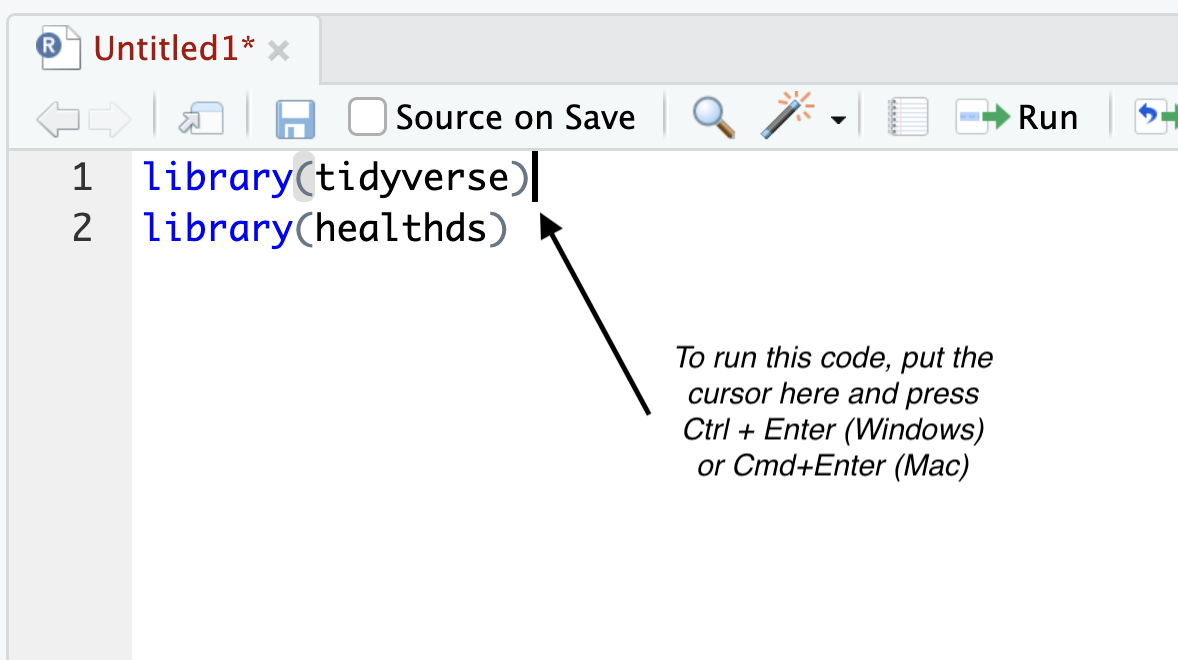 R Untitled1*
Source on Save Run
1 library(tidyverse)
2 library(healthds)
To run this code, put the
cursor here and press
Ctrl + Enter (Windows)
or Cmd+Enter (Mac)